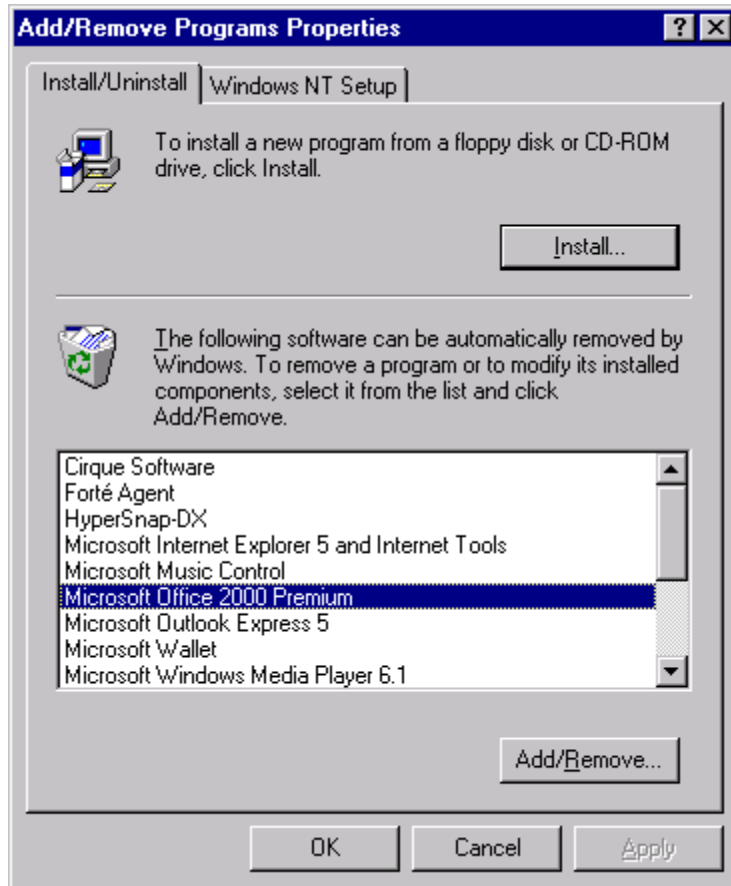 Add/Remove Programs Properties
Install/Uninstall
Windows NT Setup
To install a new program from a floppy disk or CD-ROM
drive, click Install.
Install...
The following software can be automatically removed by
Windows. To remove a program or to modify its installed
components, select it from the list and click
Add/Remove.
Cirque Software
Forté Agent
HyperSnap-DX
Microsoft Internet Explorer 5 and Internet Tools
Microsoft Music Control
Microsoft Office 2000 Premium
Microsoft Outlook Express 5
Microsoft Wallet
Microsoft Windows Media Player 6.1
Add/Remove...
OK
Cancel
Apply